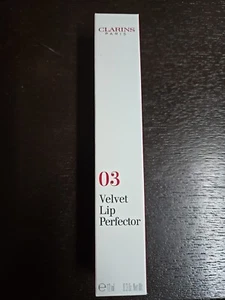 CLARINS
PARIS
03
Velvet
Lip
Perfector